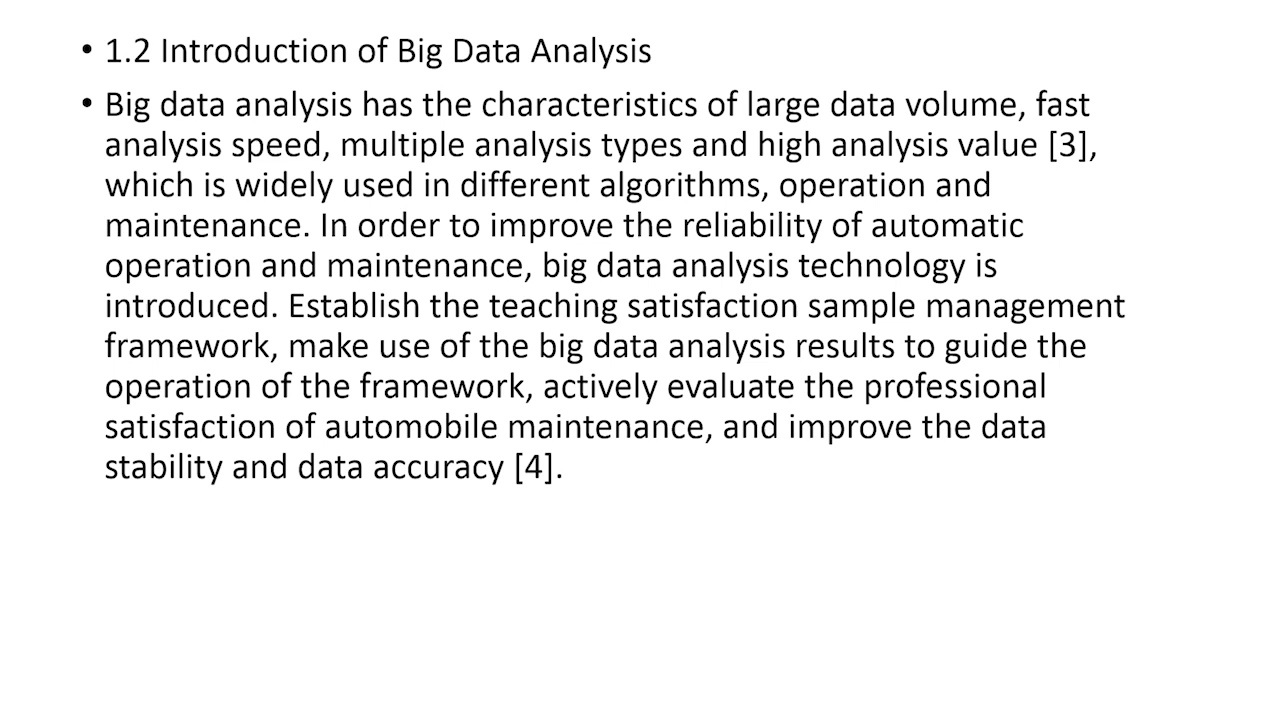 • 1.2 Introduction of Big Data Analysis
• Big data analysis has the characteristics of large data volume, fast
analysis speed, multiple analysis types and high analysis value [3],
which is widely used in different algorithms, operation and
maintenance. In order to improve the reliability of automatic
operation and maintenance, big data analysis technology is
introduced. Establish the teaching satisfaction sample management
framework, make use of the big data analysis results to guide the
operation of the framework, actively evaluate the professional
satisfaction of automobile maintenance, and improve the data
stability and data accuracy [4].